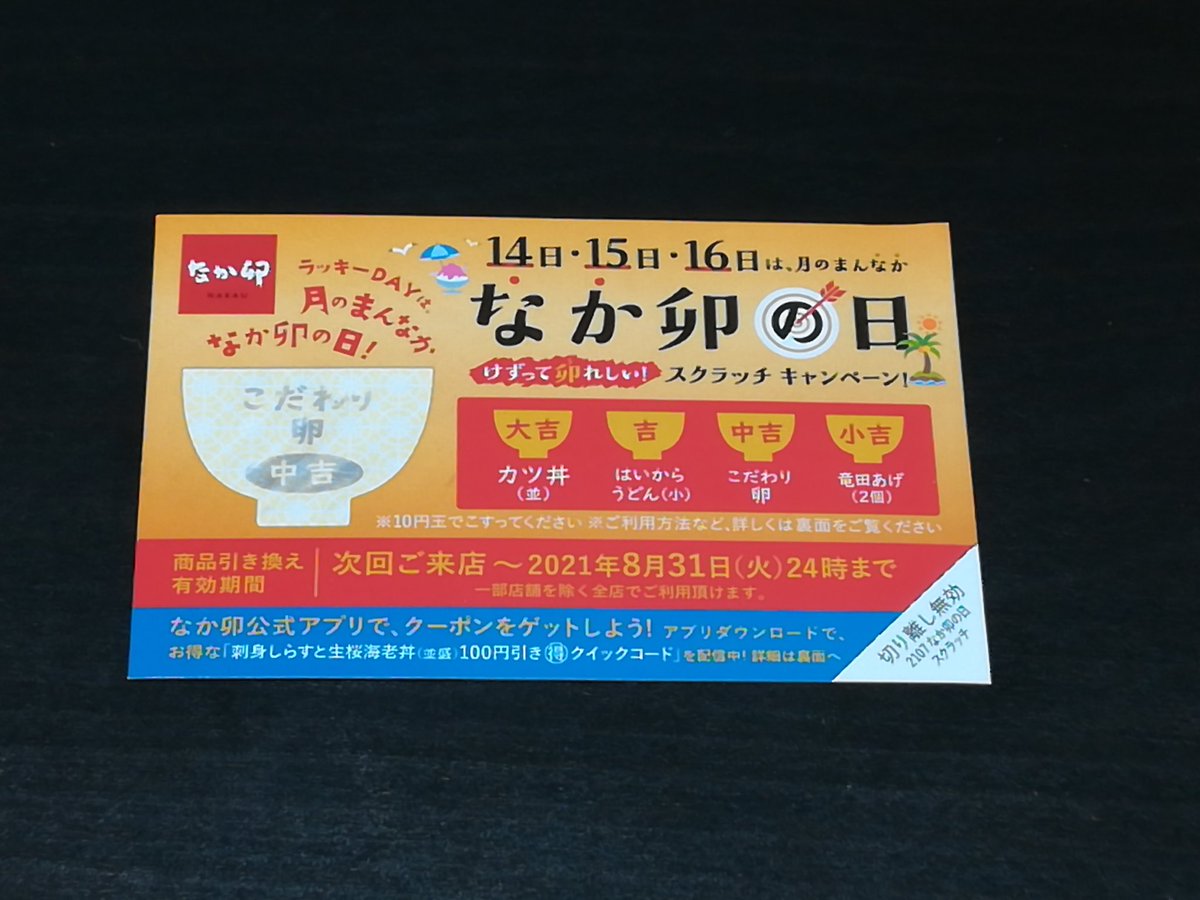 なか卯
ラッキーDAYは、
月のまんなか
なか卯の日!
14日・15日・16日は、月のまんなか
なか卯の日
けずって卯れしい! スクラッチ キャンペーン!
こだわり
卯
中吉
大吉
カツ丼
(並)
吉
はいから
うどん(小)
中吉
こだわり
卵
小吉
竜田あげ
(2個)
※10円玉でこすってください ※ご利用方法など、詳しくは裏面をご覧ください
商品引き換え
有効期間
次回ご来店 ～ 2021年8月31日(火)24時まで
一部店舗を除く全店でご利用頂けます。
なか卯公式アプリで、クーポンをゲットしよう! アプリダウンロードで、
お得な「刺身しらすと生桜海老丼(並盛)100円引き得クイックコード」を配信中! 詳細は裏面へ
切り離し無効
2107なか卯の日
スクラッチ